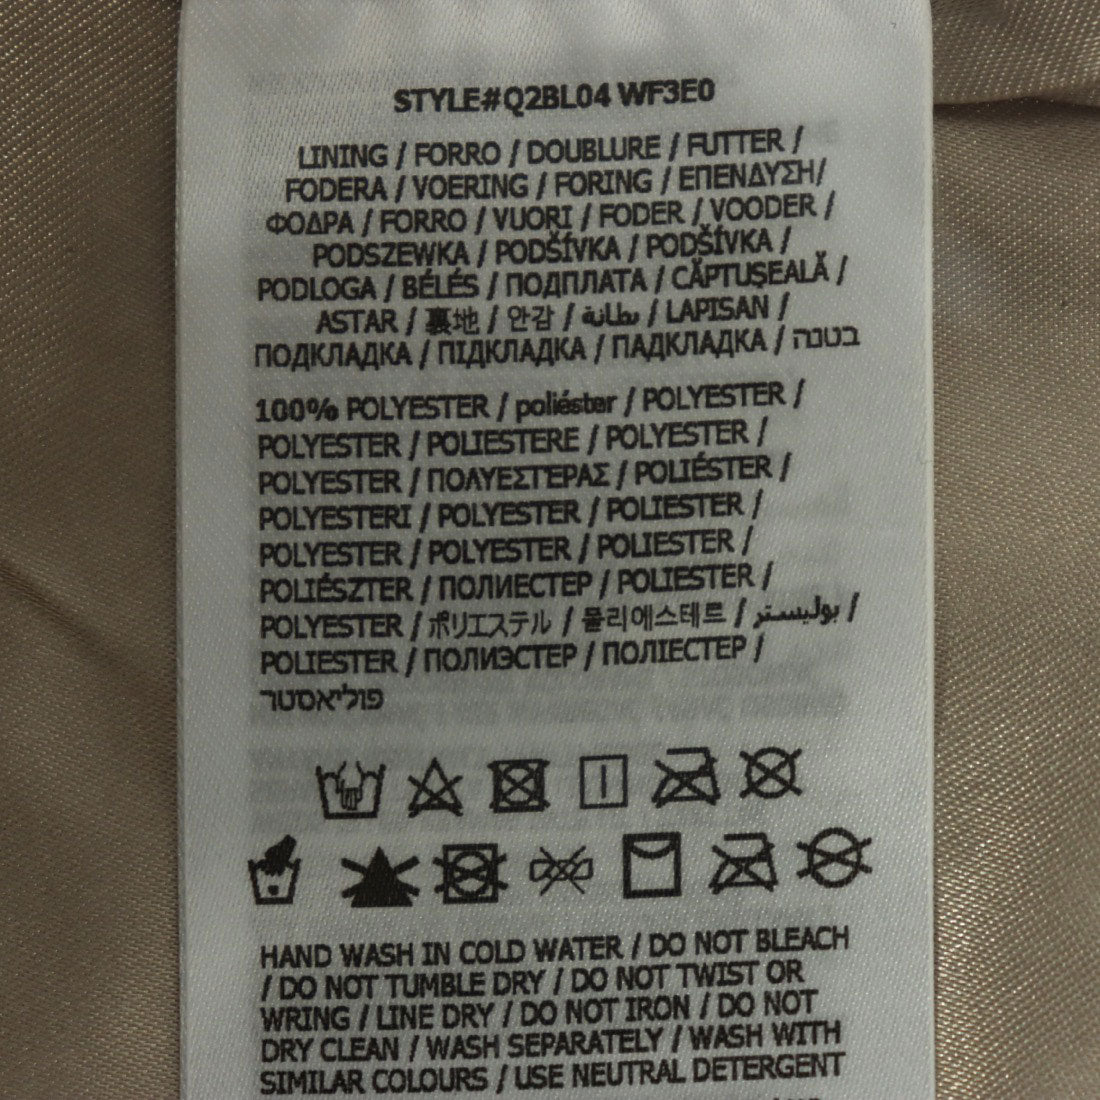 STYLE#Q2BL04 WF3E0
LINING / FORRO / DOUBLURE / FUTTER /
FODERA / VOERING / FORING / ΕΠΕΝΔΥΣΗ/
ΦΟΔΡΑ / FORRO / VUORI / FODER / VOODER /
PODSZEWKA / PODŠÍVKA / PODŠÍVKA /
PODLOGA / BÉLÉS / ПОДПЛАТА / CĂPTUŞEALĂ /
ASTAR / 裏地 / 안감 / بطانة / LAPISAN /
ПОДКЛАДКА / ПІДКЛАДКА / ПАДКЛАДКА / בטנה
100% POLYESTER / poliéster / POLYESTER /
POLYESTER / POLIESTERE / POLYESTER /
POLYESTER / ΠΟΛΥΕΣΤΕΡΑΣ / POLIÉSTER /
POLYESTERI / POLYESTER / POLIESTER /
POLYESTER / POLYESTER / POLIESTER /
POLIÉSZTER / ПОЛИЕСТЕР / POLIESTER /
POLYESTER / ポリエステル / 폴리에스테르 / بوليستر /
POLIESTER / ПОЛИЭСТЕР / ПОЛІЕСТЕР /
פוליאסטר
HAND WASH IN COLD WATER / DO NOT BLEACH
/ DO NOT TUMBLE DRY / DO NOT TWIST OR
WRING / LINE DRY / DO NOT IRON / DO NOT
DRY CLEAN / WASH SEPARATELY / WASH WITH
SIMILAR COLOURS / USE NEUTRAL DETERGENT